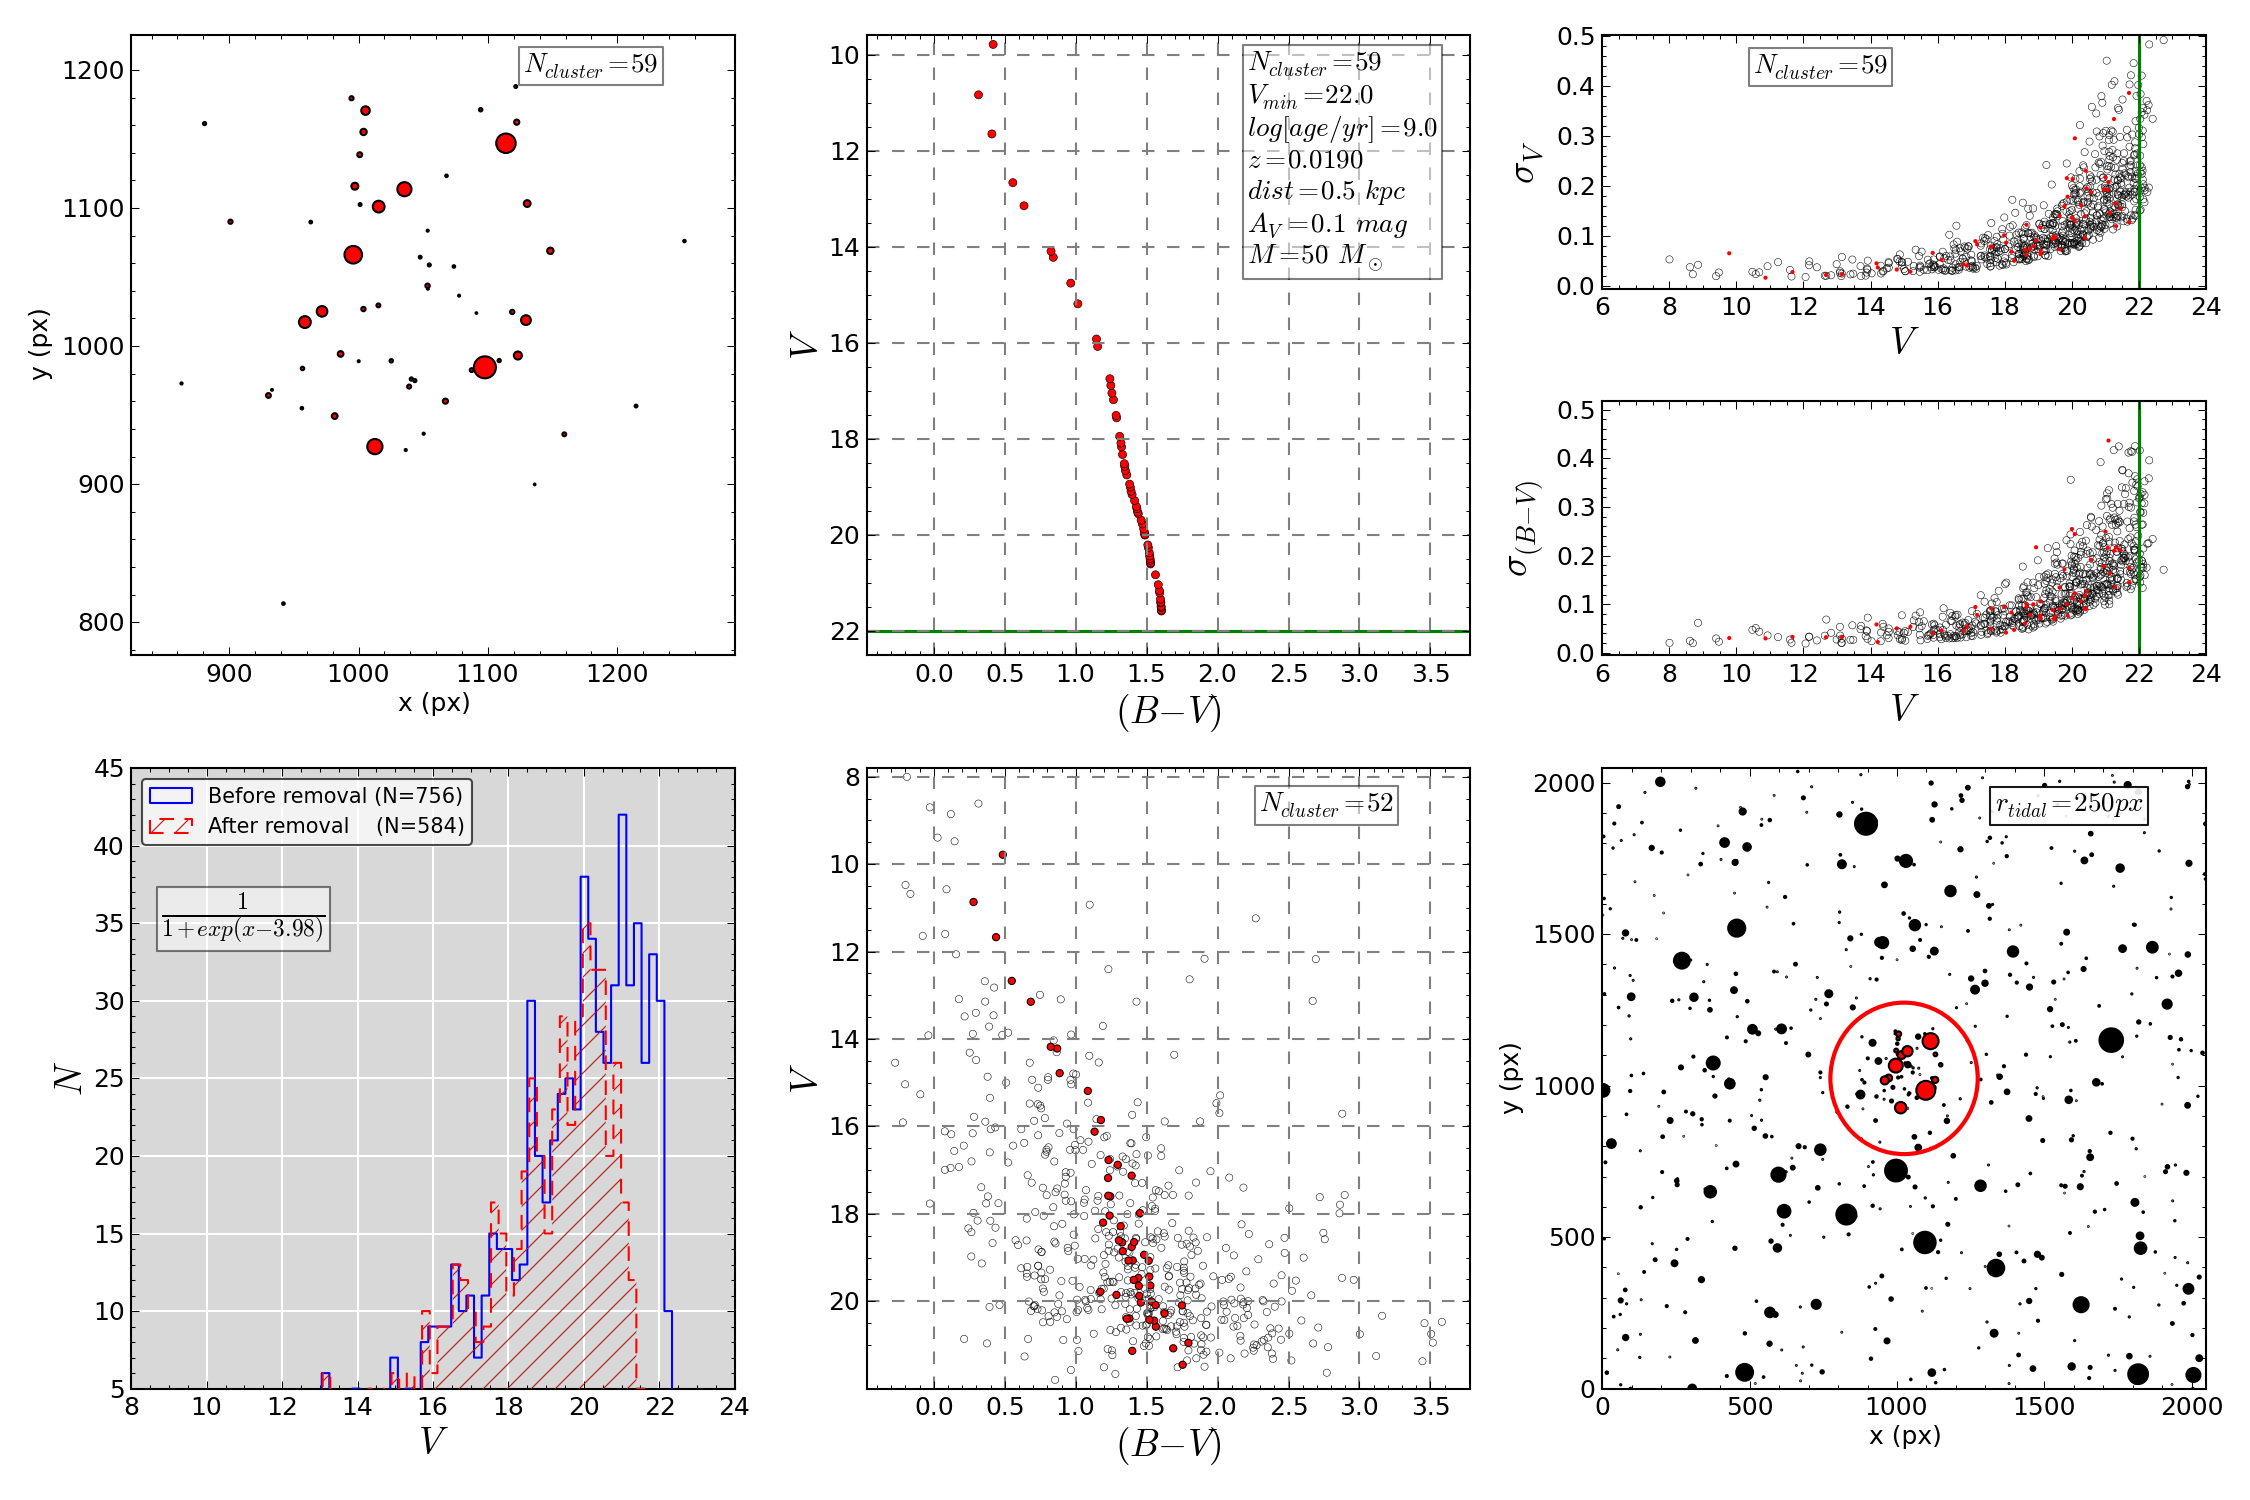 N_cluster = 59
1200
1100
1000
900
800
y (px)
900 1000 1100 1200
x (px)
N_cluster = 59
V_min = 22.0
log[age/yr] = 9.0
z = 0.0190
dist = 0.5 kpc
A_V = 0.1 mag
M = 50 M_⊙
10
12
14
16
18
20
22
V
0.0 0.5 1.0 1.5 2.0 2.5 3.0 3.5
(B−V)
N_cluster = 59
0.5
0.4
0.3
0.2
0.1
0.0
σ_V
6 8 10 12 14 16 18 20 22 24
V
0.5
0.4
0.3
0.2
0.1
0.0
σ_(B−V)
6 8 10 12 14 16 18 20 22 24
V
Before removal (N=756)
After removal (N=584)
1
1+exp(x−3.98)
45
40
35
30
25
20
15
10
5
N
8 10 12 14 16 18 20 22 24
V
N_cluster = 52
8
10
12
14
16
18
20
V
0.0 0.5 1.0 1.5 2.0 2.5 3.0 3.5
(B−V)
r_tidal = 250px
2000
1500
1000
500
0
y (px)
0 500 1000 1500 2000
x (px)